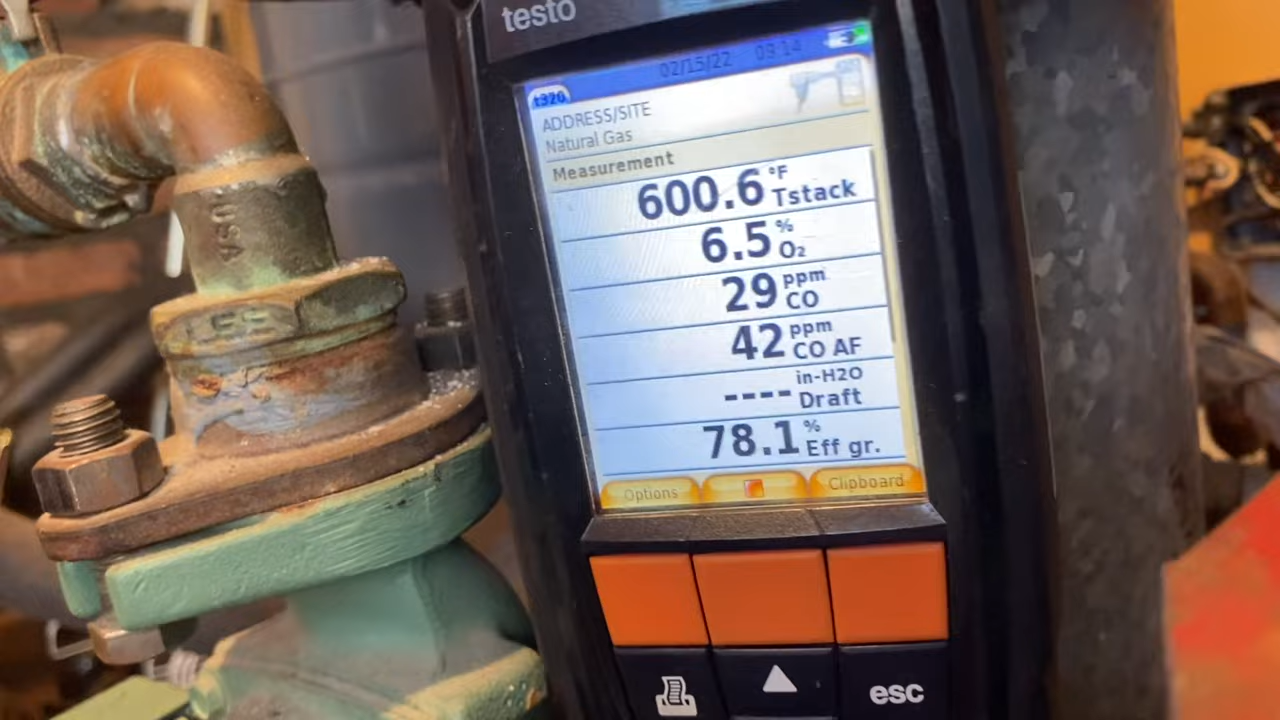 testo
02/15/22 09:14
t320
ADDRESS/SITE
Natural Gas
Measurement
600.6 °F Tstack
6.5 % O₂
29 ppm CO
42 ppm CO AF
---- in-H2O Draft
78.1 % Eff gr.
Options Clipboard
esc
USA